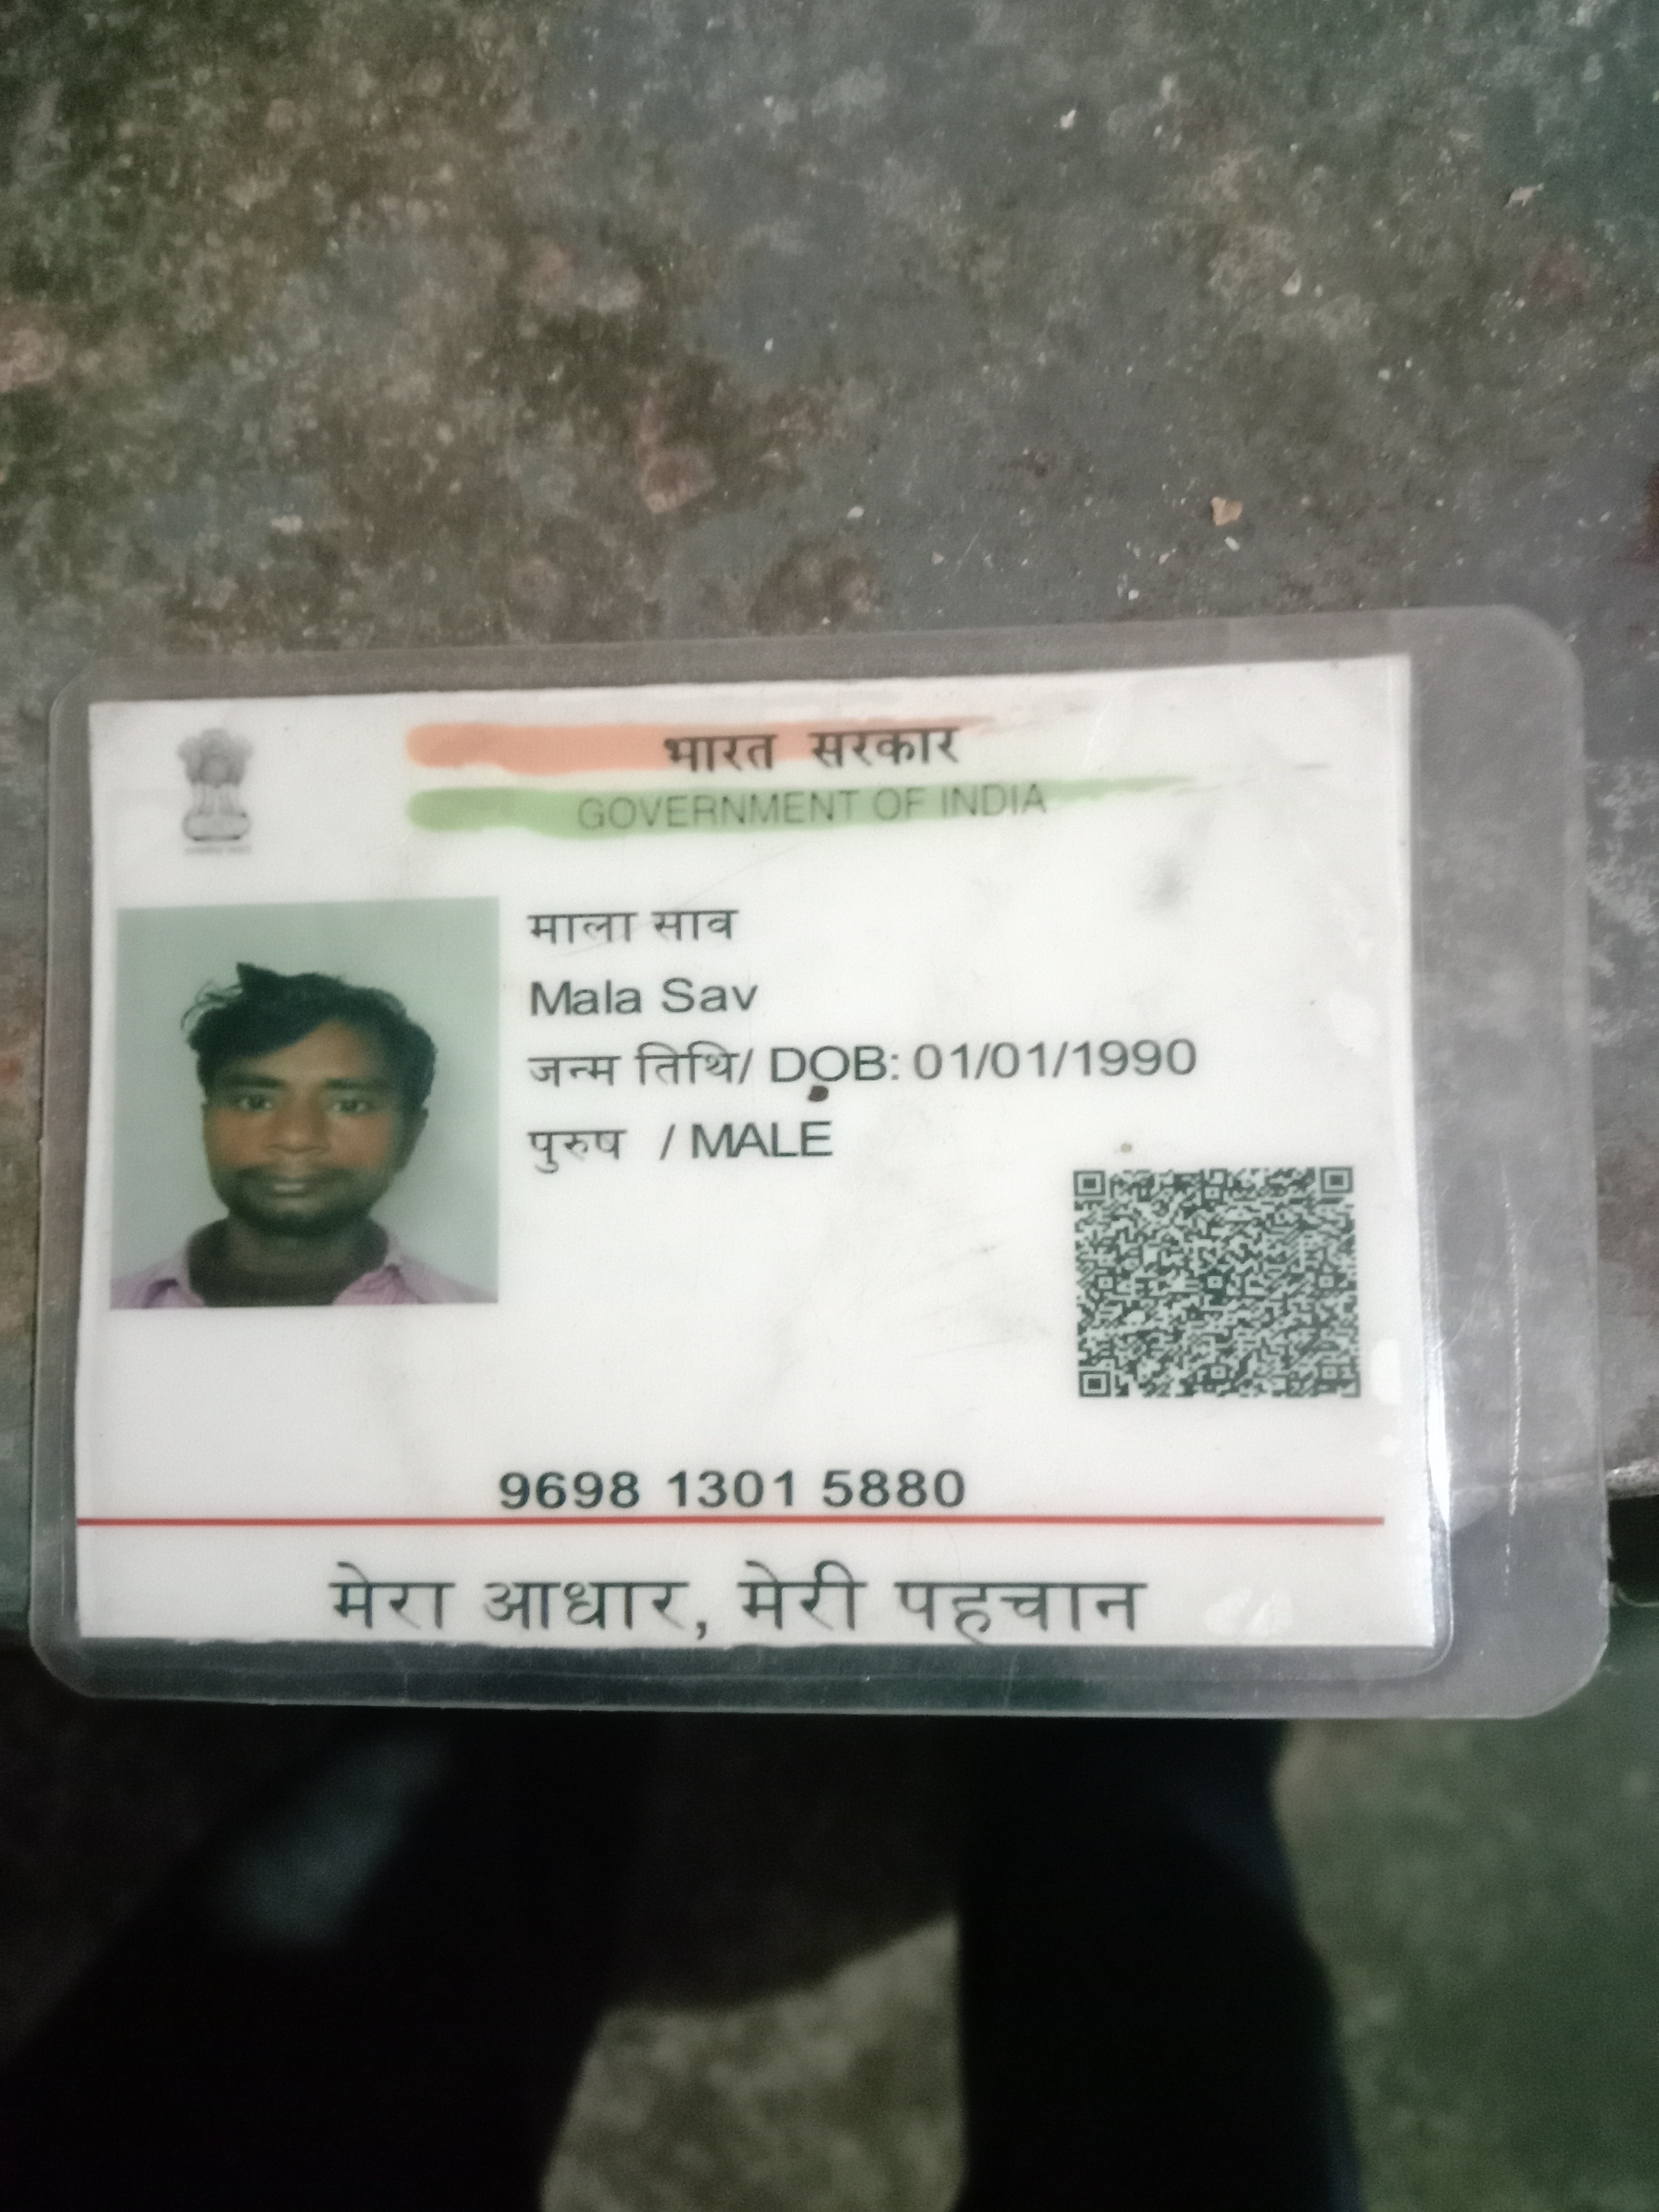 भारत सरकार
GOVERNMENT OF INDIA
माला साव
Mala Sav
जन्म तिथि/ DOB: 01/01/1990
पुरुष / MALE
9698 1301 5880
मेरा आधार, मेरी पहचान